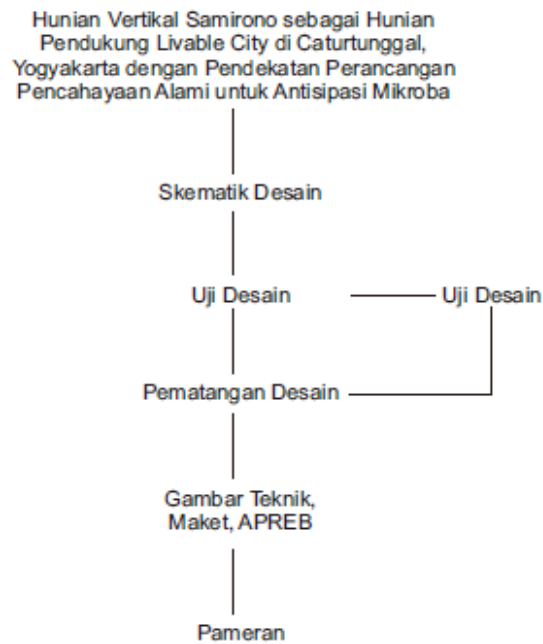 Hunian Vertikal Samirono sebagai Hunian
Pendukung Livable City di Caturtunggal,
Yogyakarta dengan Pendekatan Perancangan
Pencahayaan Alami untuk Antisipasi Mikroba
Skematik Desain
Uji Desain
Uji Desain
Pematangan Desain
Gambar Teknik,
Maket, APREB
Pameran